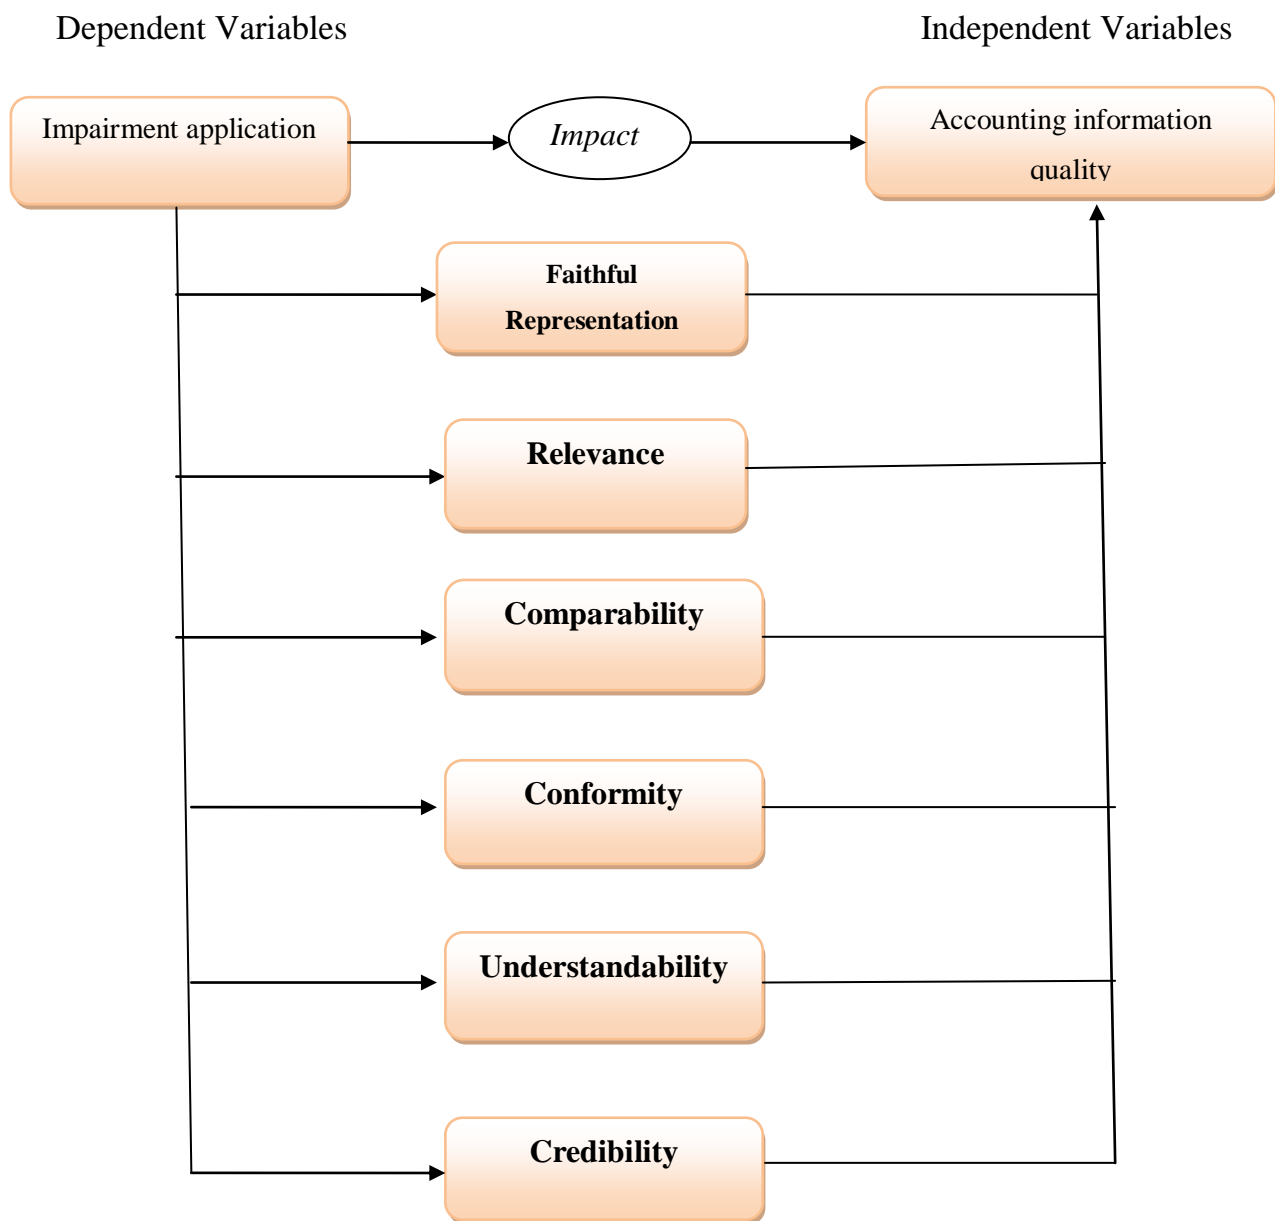 Dependent Variables
Independent Variables
Impairment application
Impact
Accounting information
quality
Faithful
Representation
Relevance
Comparability
Conformity
Understandability
Credibility